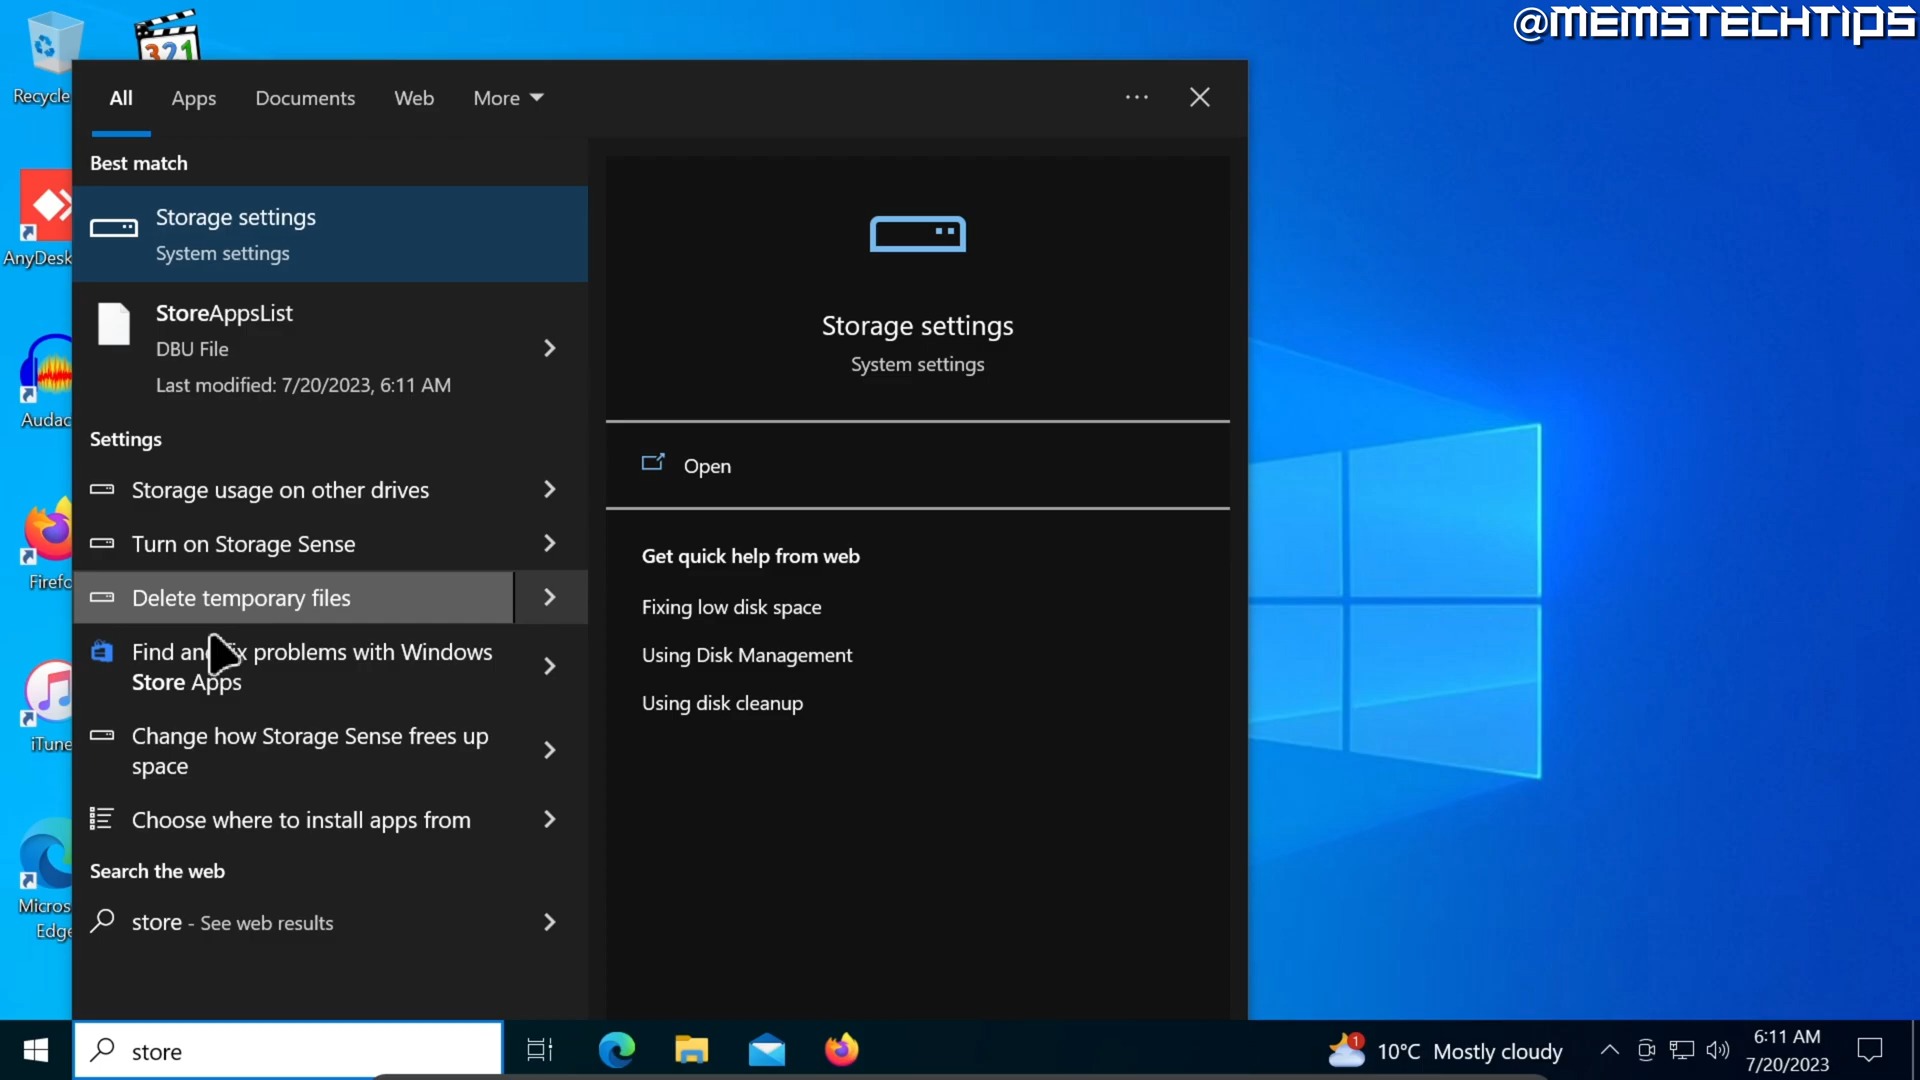 @MEMSTECHTIPS
321
Recycle
All Apps Documents Web More
Best match
Storage settings
System settings
StoreAppsList
DBU File
Last modified: 7/20/2023, 6:11 AM
Settings
Storage usage on other drives
Turn on Storage Sense
Delete temporary files
Find an x problems with Windows
Store Apps
Change how Storage Sense frees up
space
Choose where to install apps from
Search the web
store - See web results
Storage settings
System settings
Open
Get quick help from web
Fixing low disk space
Using Disk Management
Using disk cleanup
AnyDesk
Audac
Firefo
iTune
Micros
Edge
store
1
10°C Mostly cloudy
6:11 AM
7/20/2023